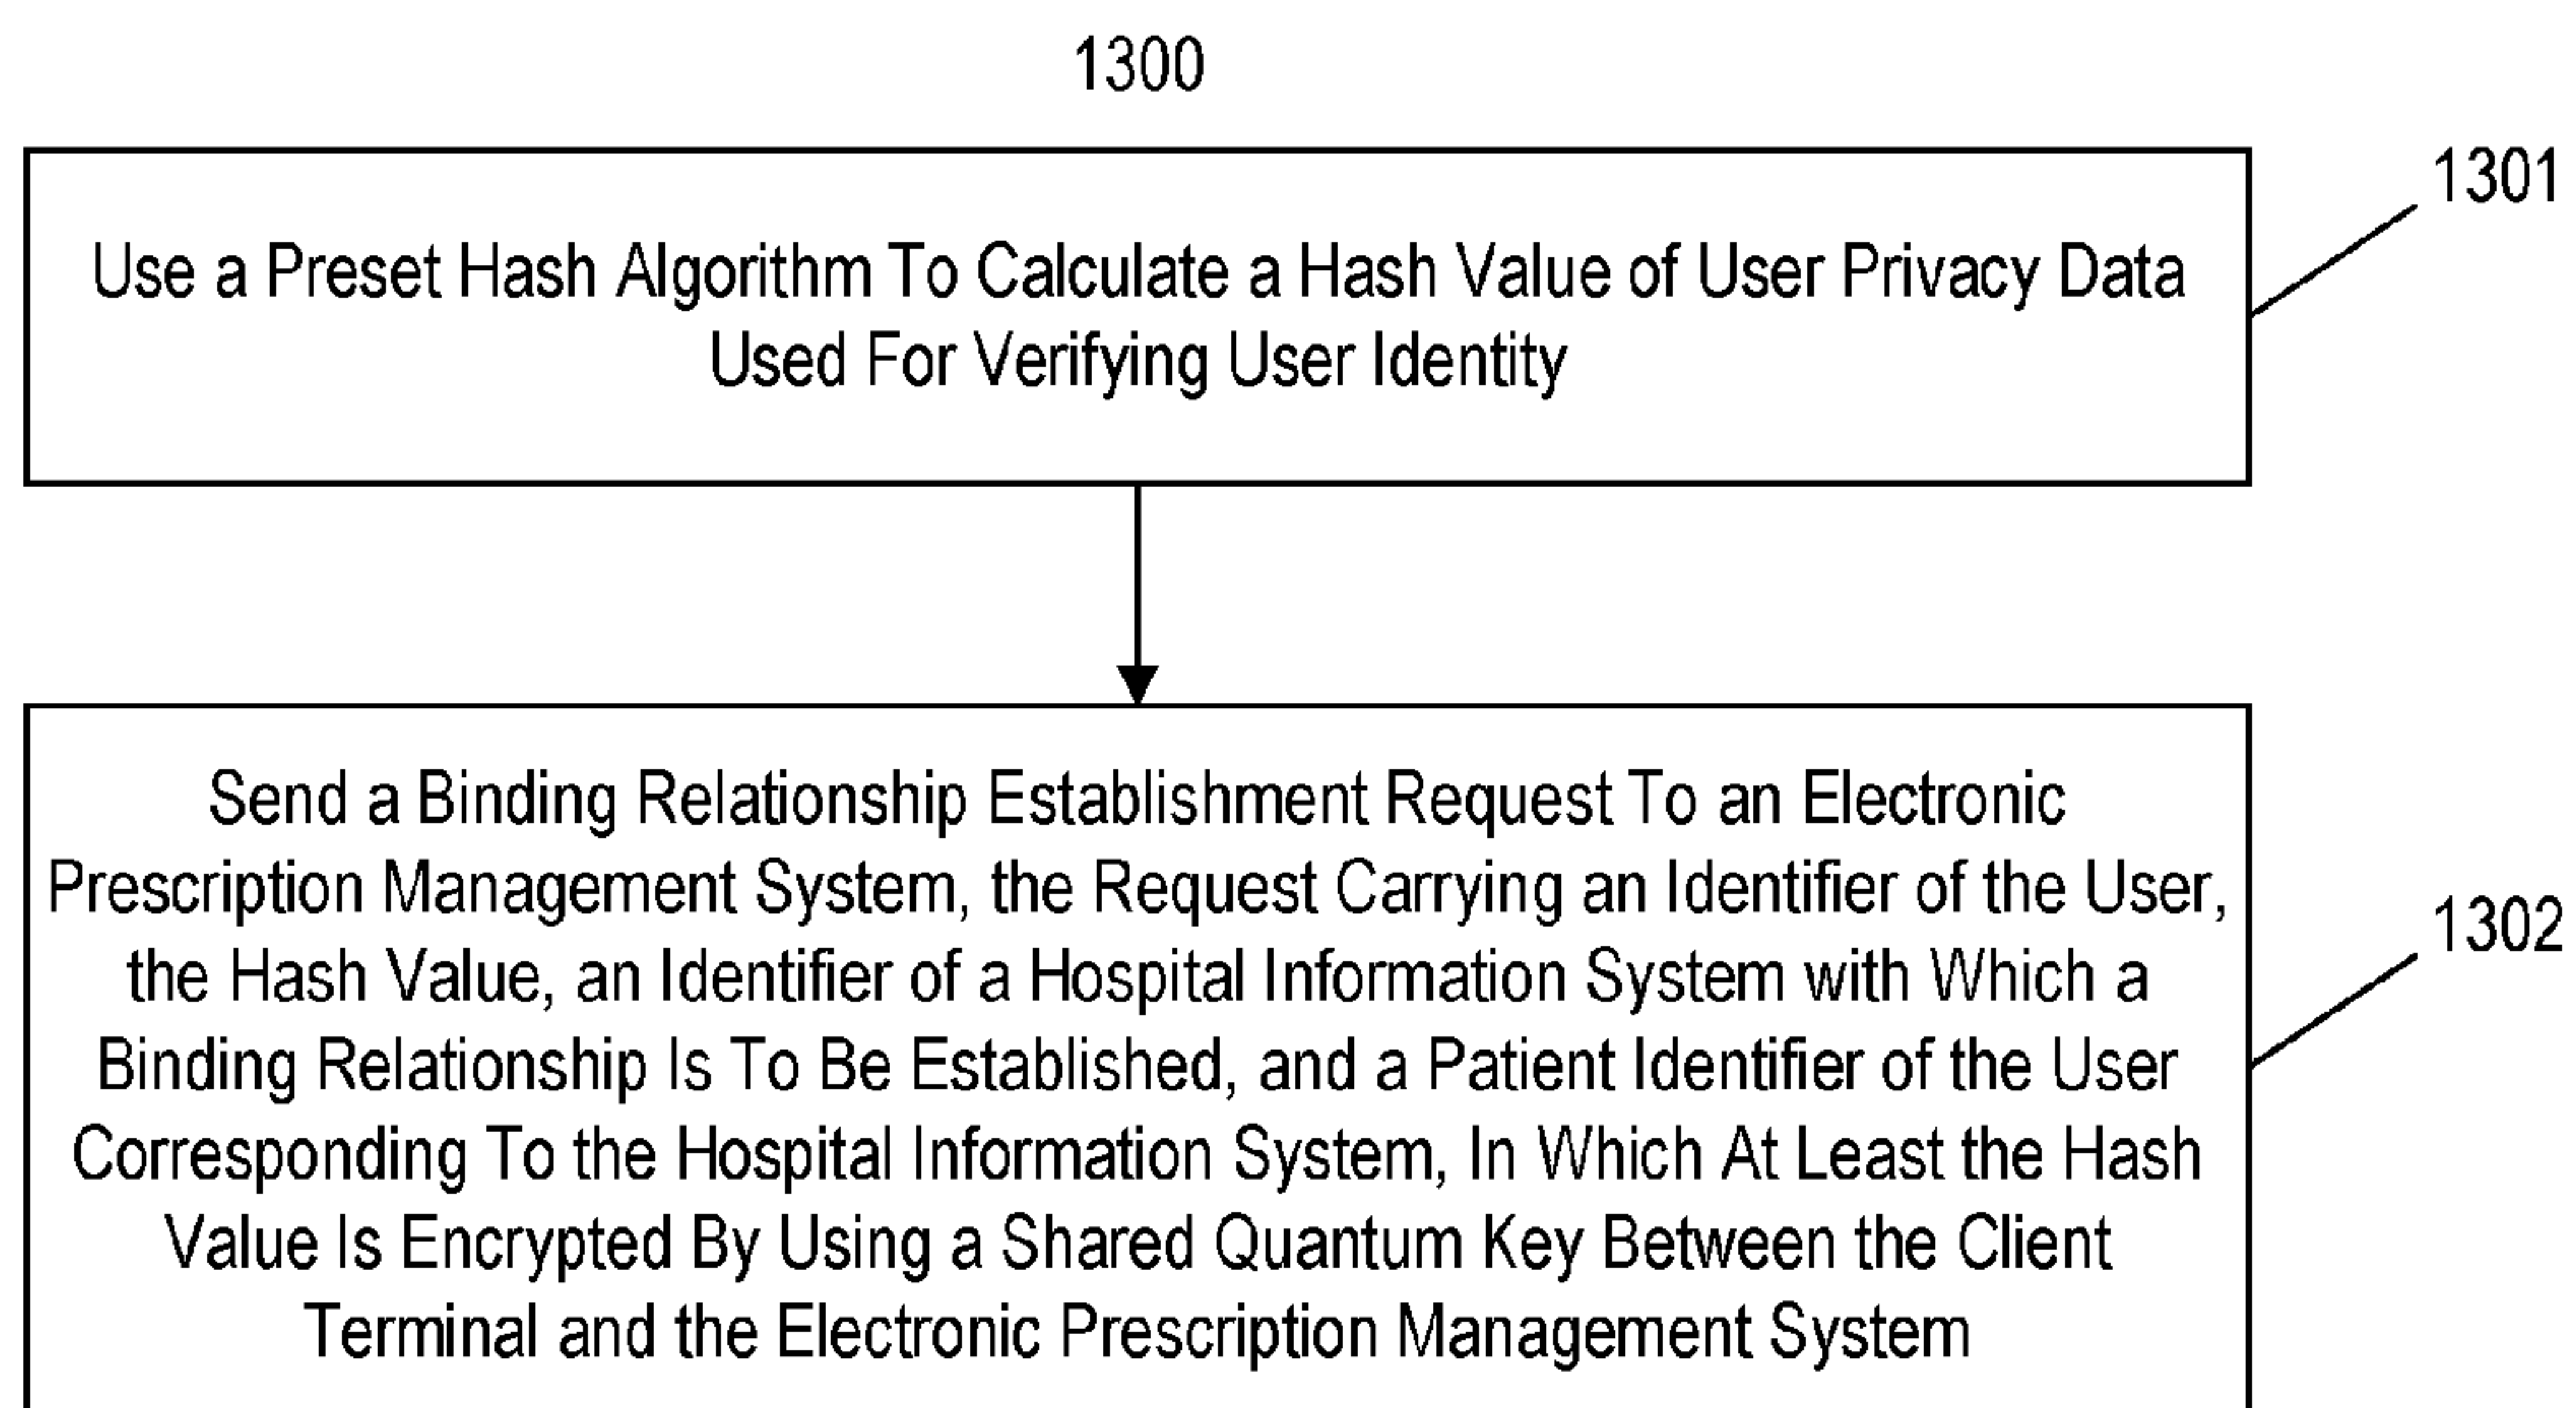 1300
1301
Use a Preset Hash Algorithm To Calculate a Hash Value of User Privacy Data
Used For Verifying User Identity
Send a Binding Relationship Establishment Request To an Electronic
Prescription Management System, the Request Carrying an Identifier of the User,
the Hash Value, an Identifier of a Hospital Information System with Which a
Binding Relationship Is To Be Established, and a Patient Identifier of the User
Corresponding To the Hospital Information System, In Which At Least the Hash
Value Is Encrypted By Using a Shared Quantum Key Between the Client
Terminal and the Electronic Prescription Management System
1302